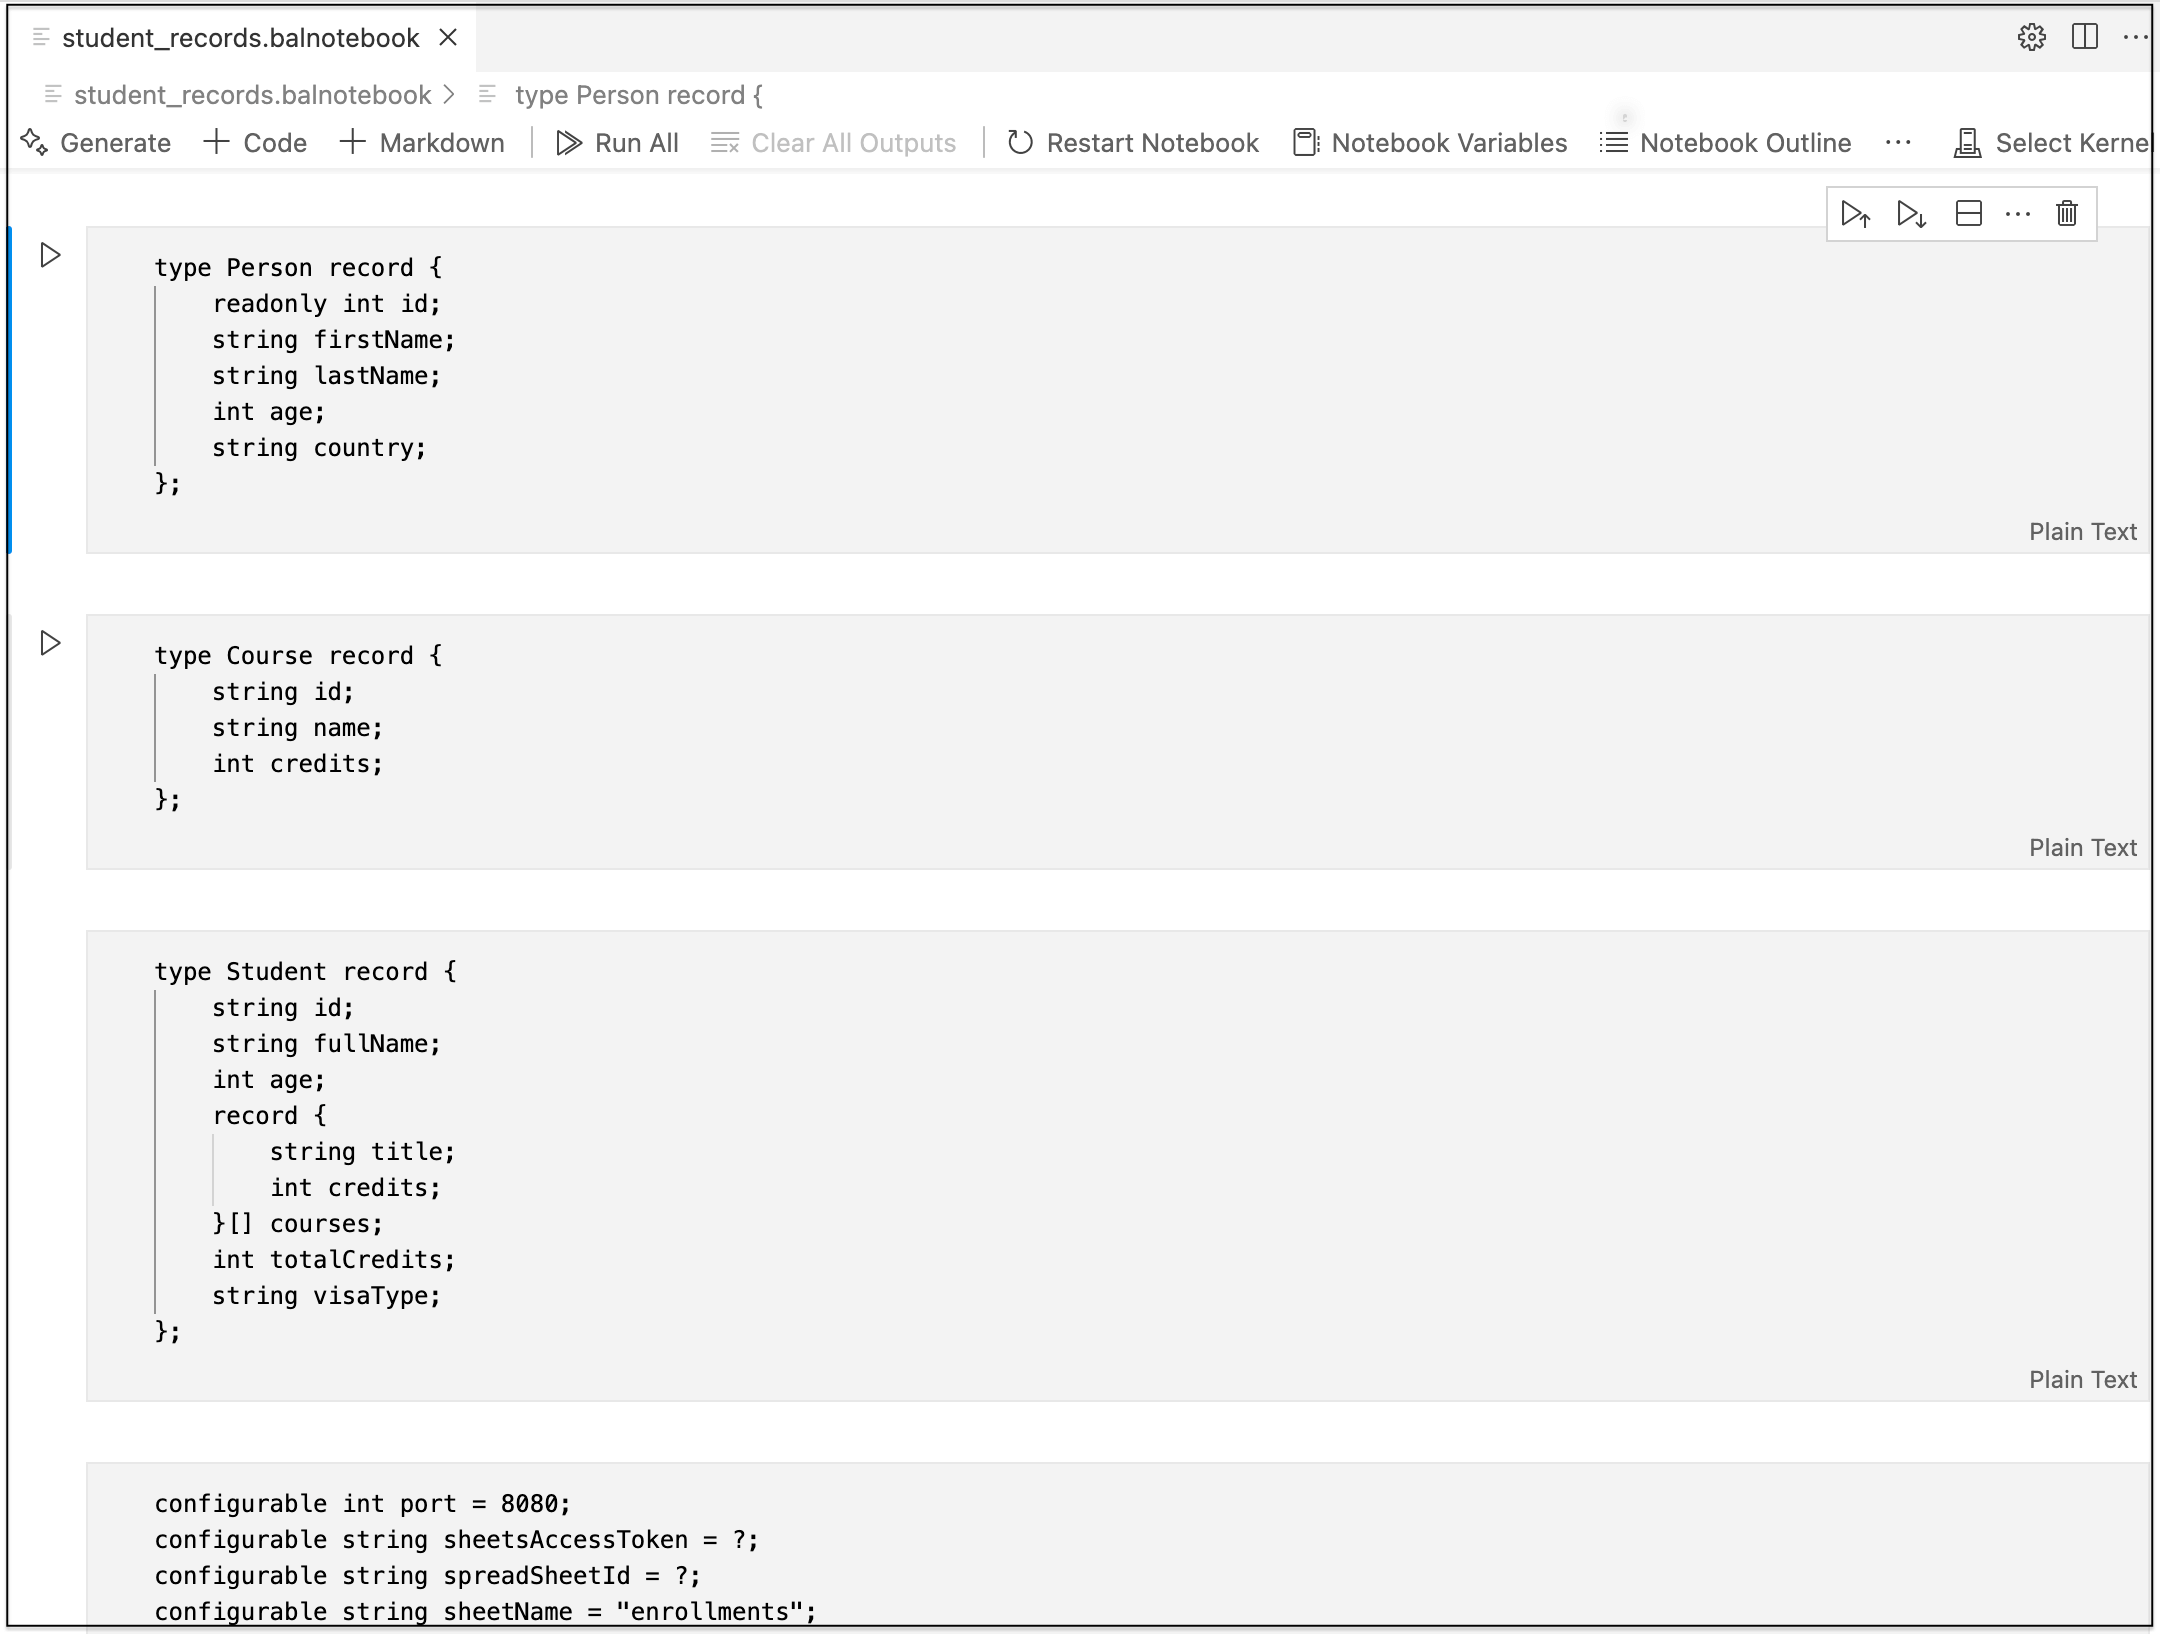 student_records.balnotebook
student_records.balnotebook > type Person record {
Generate + Code + Markdown Run All Clear All Outputs Restart Notebook Notebook Variables Notebook Outline ... Select Kernel
type Person record {
    readonly int id;
    string firstName;
    string lastName;
    int age;
    string country;
};
Plain Text
type Course record {
    string id;
    string name;
    int credits;
};
Plain Text
type Student record {
    string id;
    string fullName;
    int age;
    record {
        string title;
        int credits;
    }[] courses;
    int totalCredits;
    string visaType;
};
Plain Text
configurable int port = 8080;
configurable string sheetsAccessToken = ?;
configurable string spreadSheetId = ?;
configurable string sheetName = "enrollments";